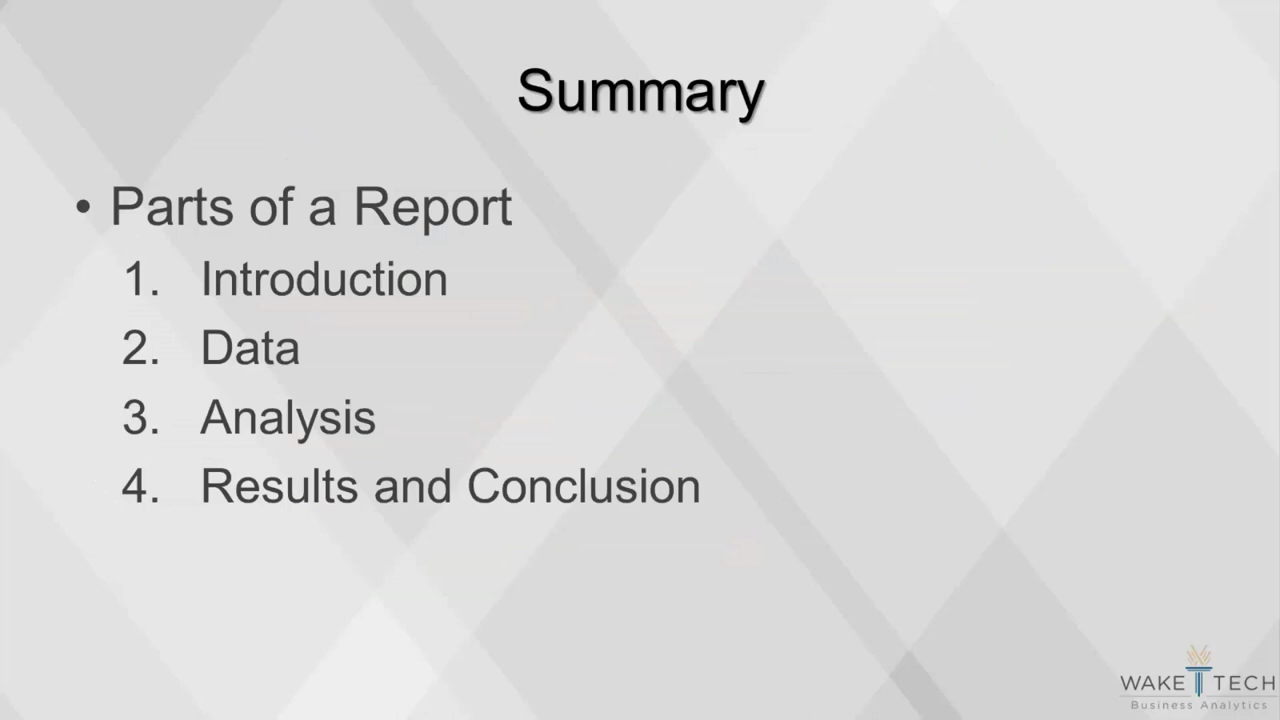 Summary
• Parts of a Report
1. Introduction
2. Data
3. Analysis
4. Results and Conclusion
WAKE TECH
Business Analytics